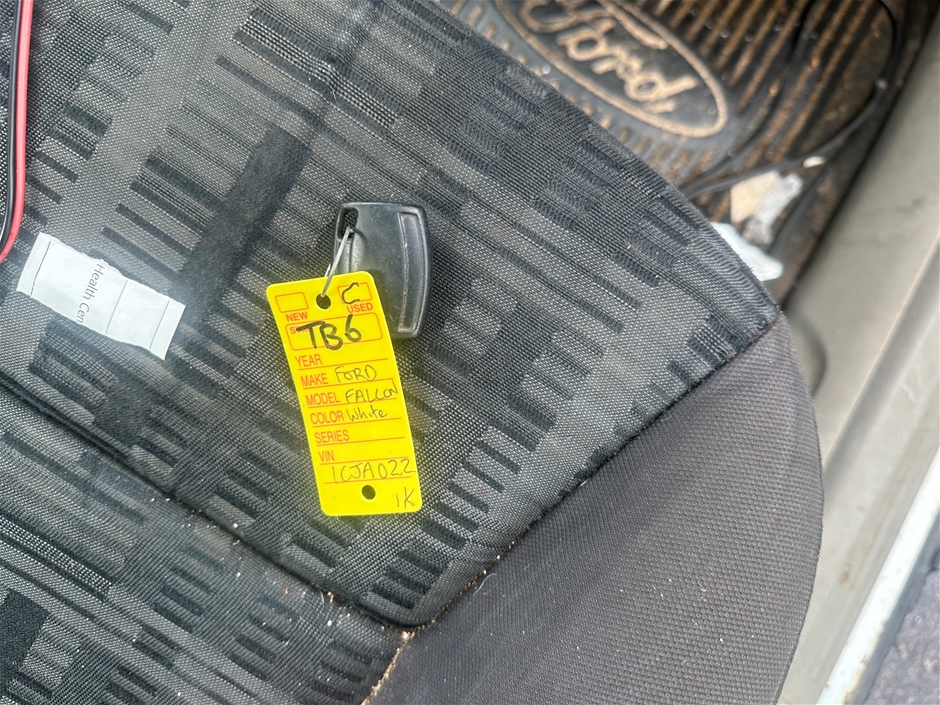 Ford
Health Cen
C
NEW USED
TB6
YEAR
MAKE FORD
MODEL FALCON
COLOR White
SERIES
VIN
1CJA022
1K